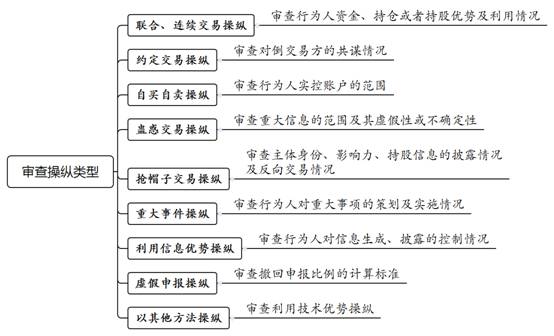 联合、连续交易操纵
审查行为人资金、持仓或者持股优势及利用情况
约定交易操纵
审查对倒交易方的共谋情况
自买自卖操纵
审查行为人实控账户的范围
蛊惑交易操纵
审查重大信息的范围及其虚假性或不确定性
审查操纵类型
抢帽子交易操纵
审查主体身份、影响力、持股信息的披露情况
及反向交易情况
重大事件操纵
审查行为人对重大事项的策划及实施情况
利用信息优势操纵
审查行为人对信息生成、披露的控制情况
虚假申报操纵
审查撤回申报比例的计算标准
以其他方法操纵
审查利用技术优势操纵